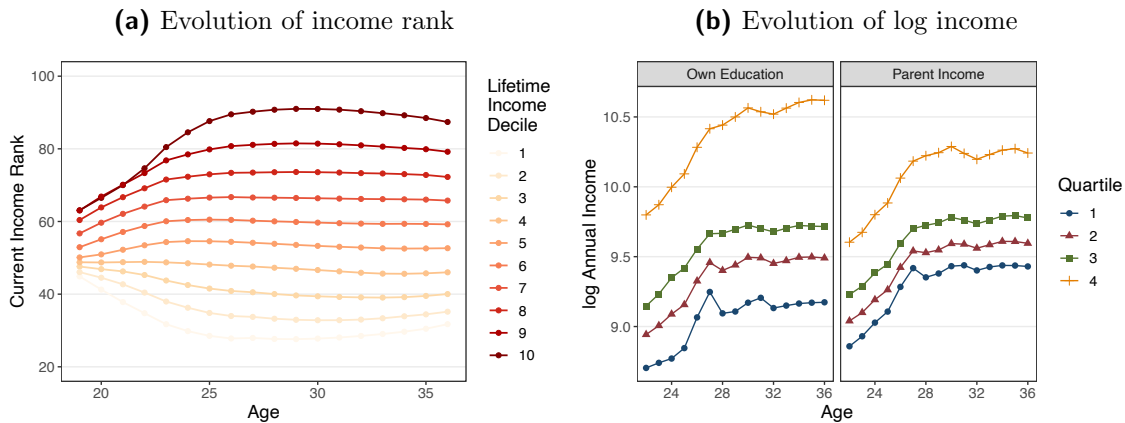 (a) Evolution of income rank
Current Income Rank
100
80
60
40
20
20
25
30
35
Age
Lifetime
Income
Decile
1
2
3
4
5
6
7
8
9
10
(b) Evolution of log income
Own Education
Parent Income
log Annual Income
10.5
10.0
9.5
9.0
24
28
32
36
24
28
32
36
Age
Quartile
1
2
3
4